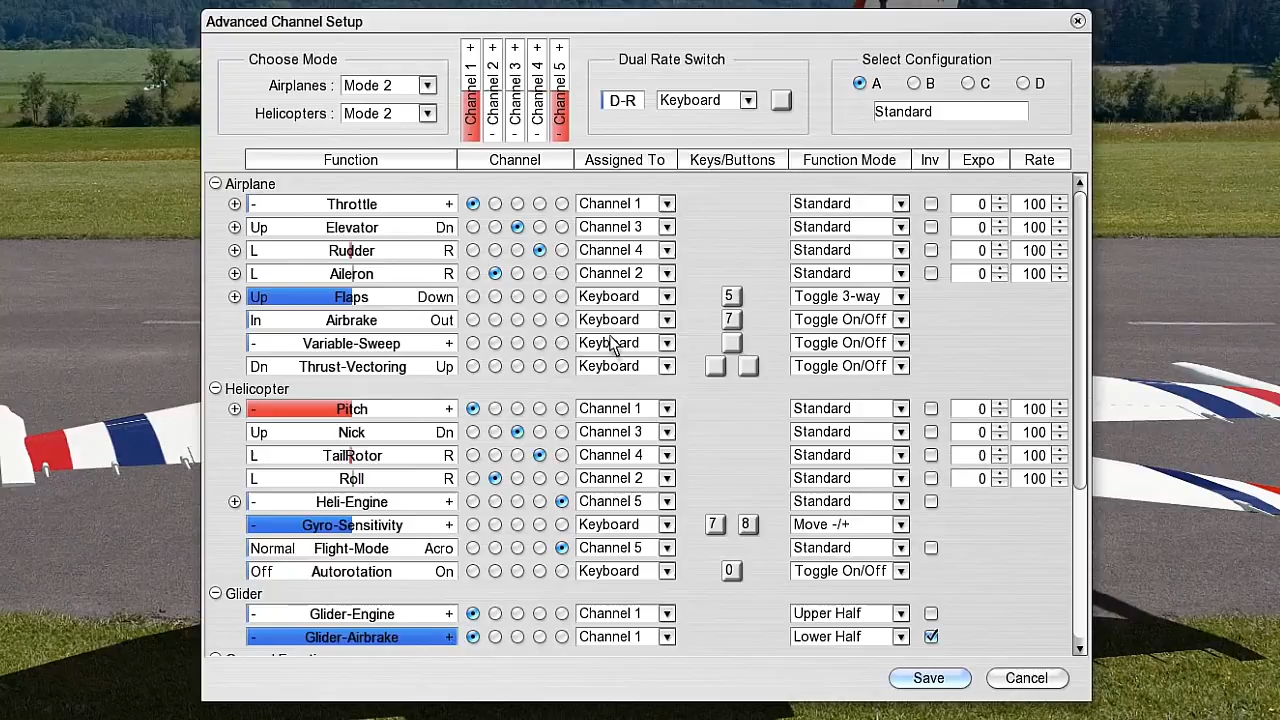 Advanced Channel Setup
Choose Mode
Airplanes : Mode 2
Helicopters : Mode 2
- Channel 1 +
- Channel 2 +
- Channel 3 +
- Channel 4 +
- Channel 5 +
Dual Rate Switch
D-R Keyboard
Select Configuration
A B C D
Standard
Function Channel Assigned To Keys/Buttons Function Mode Inv Expo Rate
Airplane
- Throttle + Channel 1 Standard 0 100
Up Elevator Dn Channel 3 Standard 0 100
L Rudder R Channel 4 Standard 0 100
L Aileron R Channel 2 Standard 0 100
Up Flaps Down Keyboard 5 Toggle 3-way
In Airbrake Out Keyboard 7 Toggle On/Off
- Variable-Sweep + Keyboard Toggle On/Off
Dn Thrust-Vectoring Up Keyboard Toggle On/Off
Helicopter
- Pitch + Channel 1 Standard 0 100
Up Nick Dn Channel 3 Standard 0 100
L TailRotor R Channel 4 Standard 0 100
L Roll R Channel 2 Standard 0 100
- Heli-Engine + Channel 5 Standard
- Gyro-Sensitivity + Keyboard 7 8 Move -/+
Normal Flight-Mode Acro Channel 5 Standard
Off Autorotation On Keyboard 0 Toggle On/Off
Glider
- Glider-Engine + Channel 1 Upper Half
- Glider-Airbrake + Channel 1 Lower Half
Save Cancel